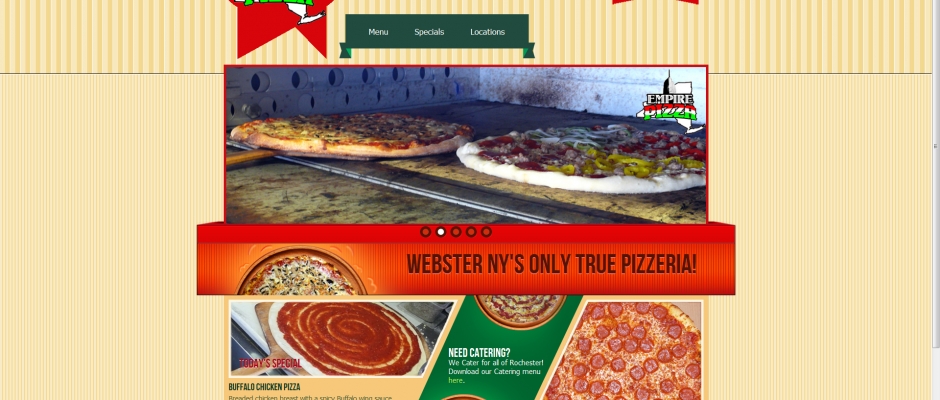 PIZZA
Menu Specials Locations
EMPIRE
PIZZA
WEBSTER NY'S ONLY TRUE PIZZERIA!
TODAY'S SPECIAL
NEED CATERING?
We Cater for all of Rochester!
Download our Catering menu
here.
BUFFALO CHICKEN PIZZA
Breaded chicken breast with a spicy Buffalo wing sauce